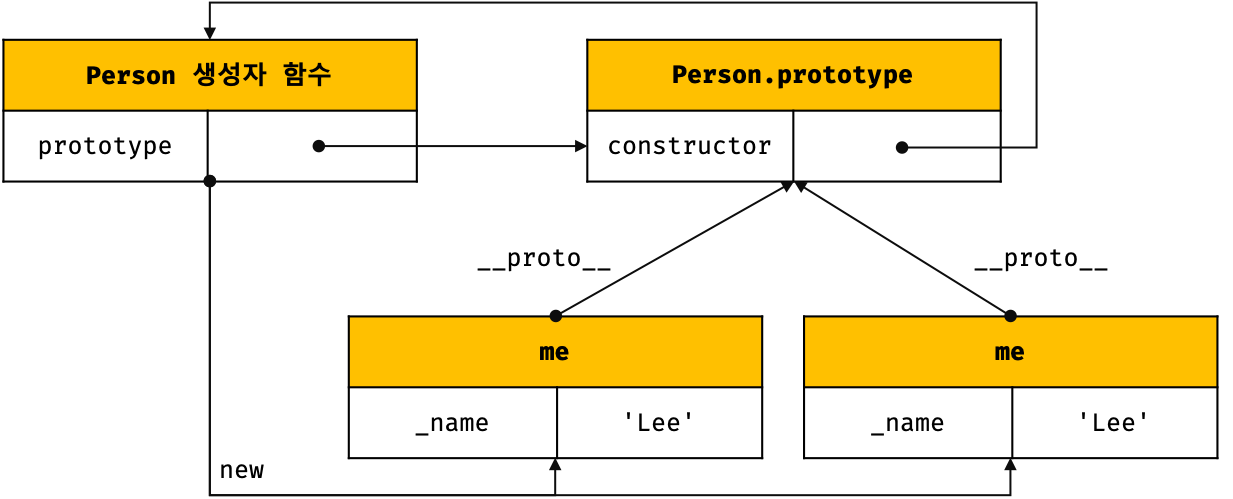 Person 생성자 함수
Person.prototype
prototype
constructor
__proto__
__proto__
me
me
_name
'Lee'
_name
'Lee'
new